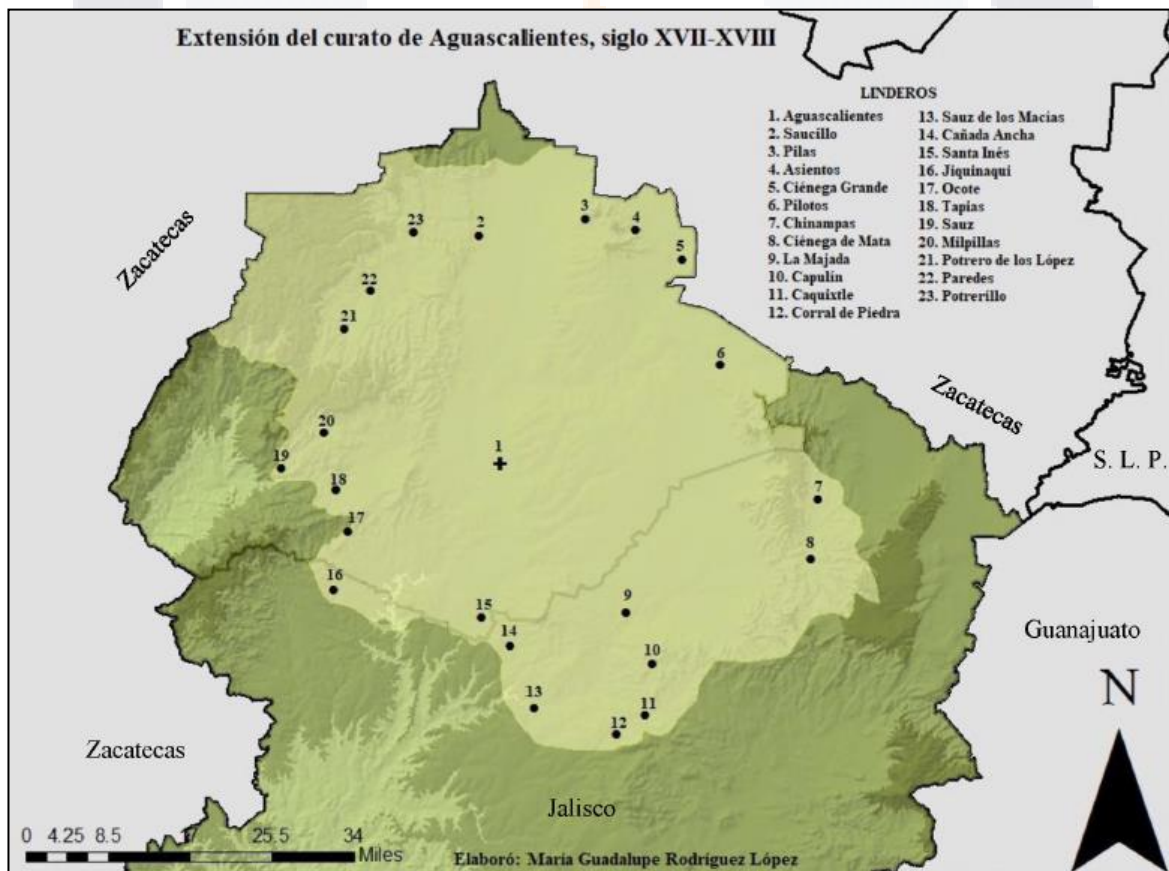 Extensión del curato de Aguascalientes, siglo XVII-XVIII
LINDEROS
1. Aguascalientes
2. Saucillo
3. Pilas
4. Asientos
5. Ciénega Grande
6. Pilotos
7. Chinampas
8. Ciénega de Mata
9. La Majada
10. Capulín
11. Caquixtle
12. Corral de Piedra
13. Sauz de los Macías
14. Cañada Ancha
15. Santa Inés
16. Jiquinaqui
17. Ocote
18. Tapias
19. Sauz
20. Milpillas
21. Potrero de los López
22. Paredes
23. Potrerillo
Zacatecas
23
2
3
4
5
22
21
6
Zacatecas
20
1
19
S. L. P.
18
7
17
8
16
9
15
Guanajuato
14
10
N
13
11
12
Zacatecas
Jalisco
0 4.25 8.5 17 25.5 34
Miles
Elaboró: María Guadalupe Rodríguez López